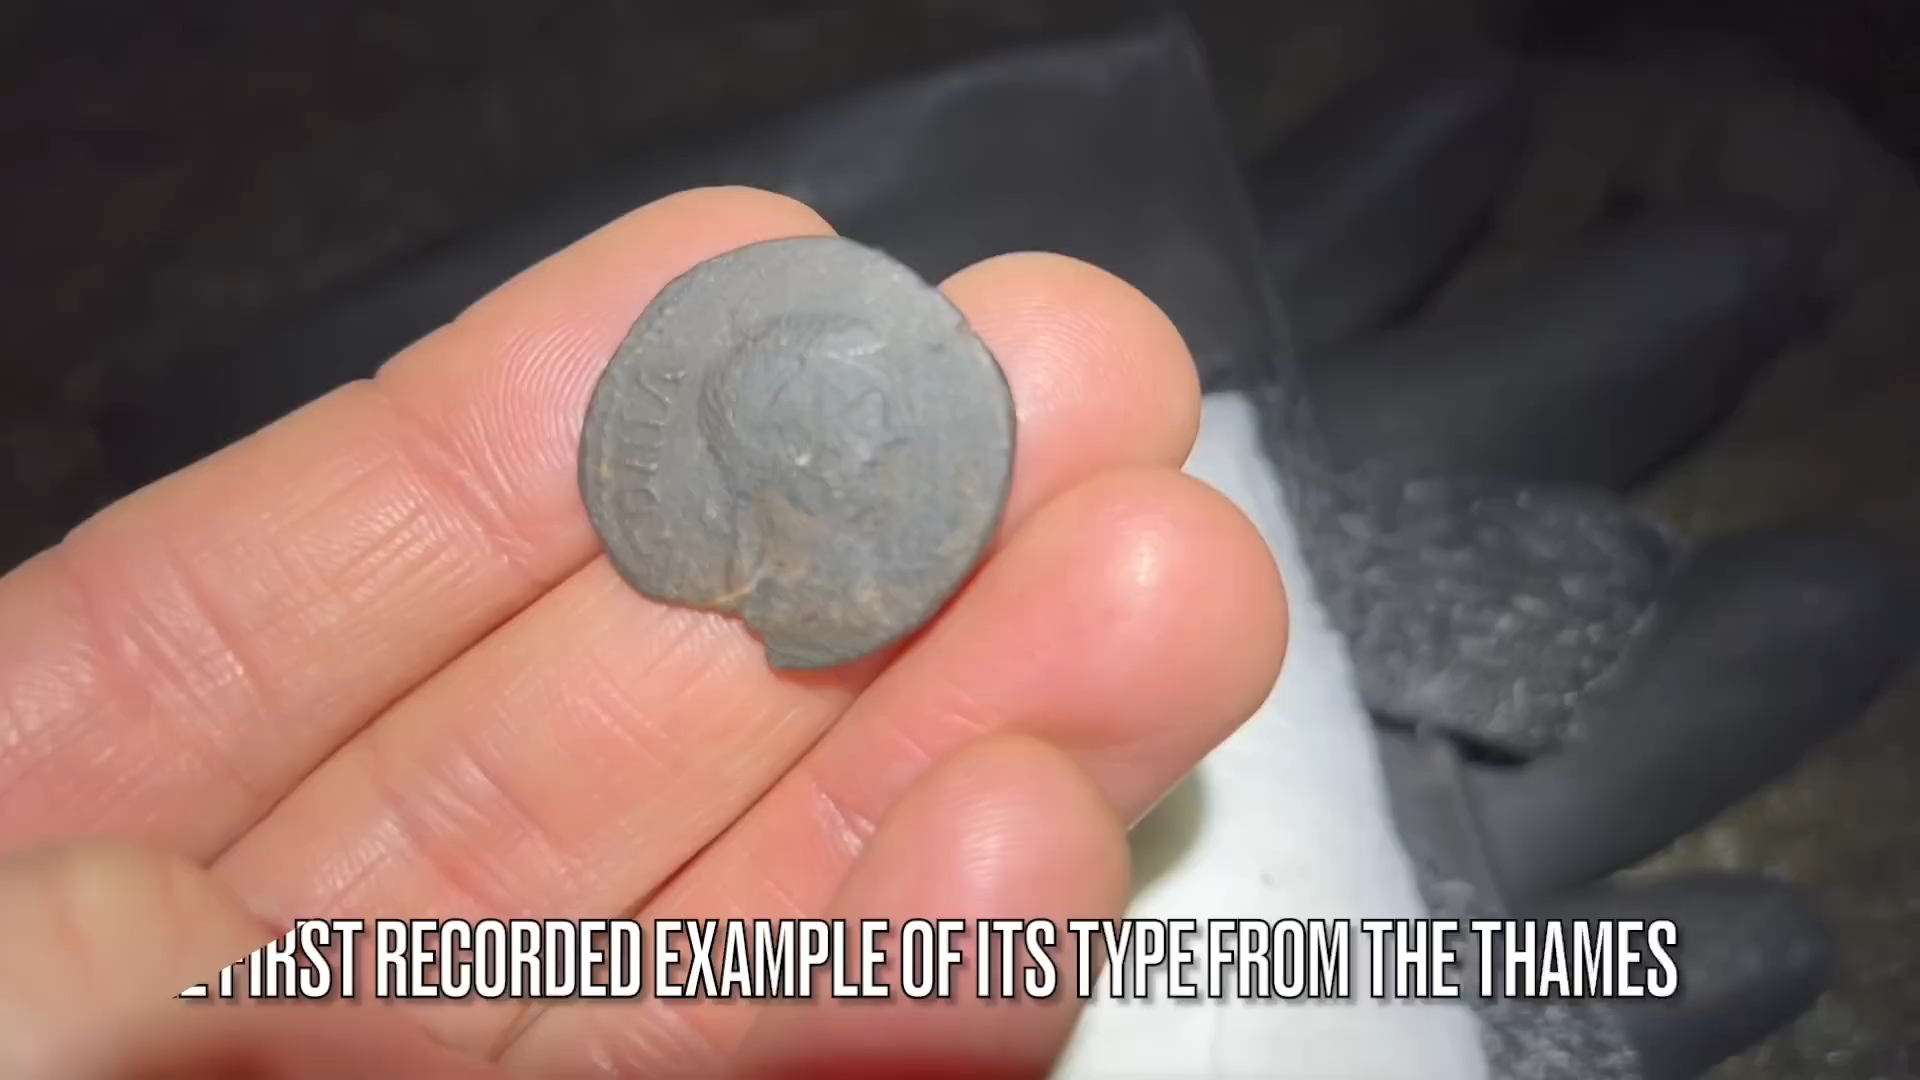 FIRST RECORDED EXAMPLE OF ITS TYPE FROM THE THAMES